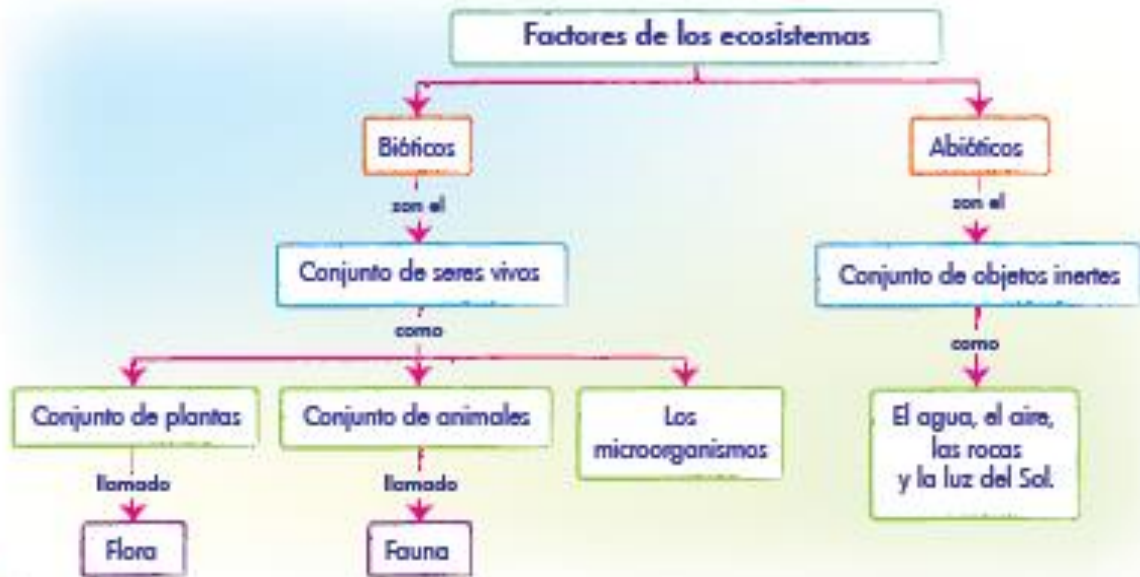 Factores de los ecosistemas
Bióticos
Abióticos
son el
son el
Conjunto de seres vivos
Conjunto de objetos inertes
como
como
Conjunto de plantas
Conjunto de animales
Los
microorganismos
El agua, el aire,
las rocas
y la luz del Sol.
llamado
llamado
Flora
Fauna